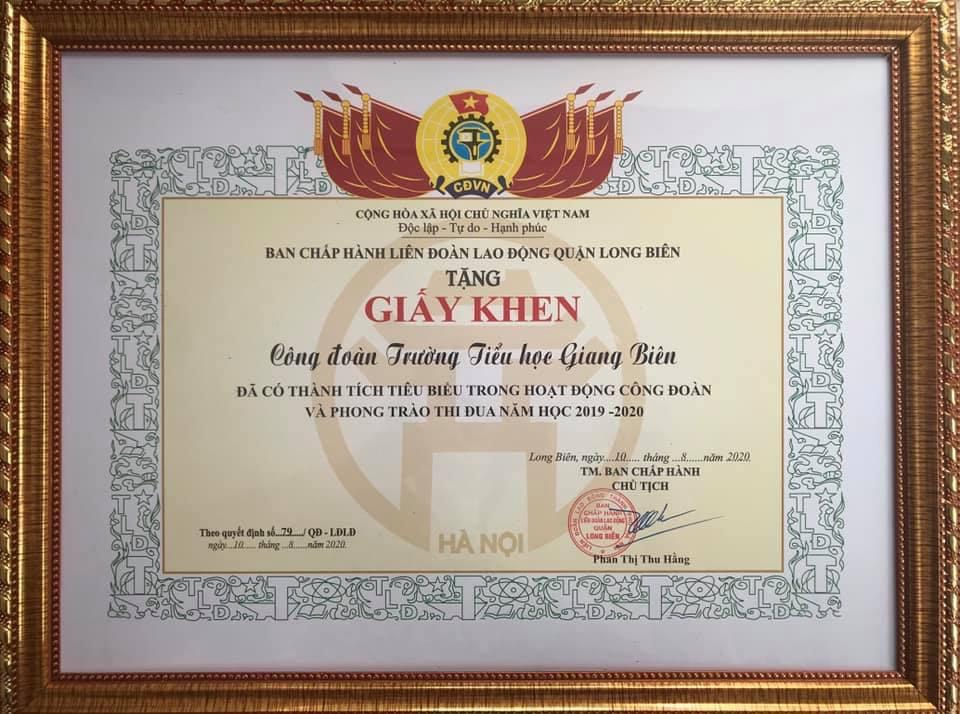 CĐVN
CỘNG HÒA XÃ HỘI CHỦ NGHĨA VIỆT NAM
Độc lập - Tự do - Hạnh phúc
BAN CHẤP HÀNH LIÊN ĐOÀN LAO ĐỘNG QUẬN LONG BIÊN
TẶNG
GIẤY KHEN
Công đoàn Trường Tiểu học Giang Biên
ĐÃ CÓ THÀNH TÍCH TIÊU BIỂU TRONG HOẠT ĐỘNG CÔNG ĐOÀN
VÀ PHONG TRÀO THI ĐUA NĂM HỌC 2019 -2020
Long Biên, ngày....10..... tháng ...8......năm 2020
TM. BAN CHẤP HÀNH
CHỦ TỊCH
BAN
CHẤP HÀNH
LIÊN ĐOÀN LAO ĐỘNG
QUẬN
LONG BIÊN
Phan Thị Thu Hằng
Theo quyết định số...79...../ QĐ - LĐLĐ
ngày....10..... tháng ...8......năm 2020
HÀ NỘI